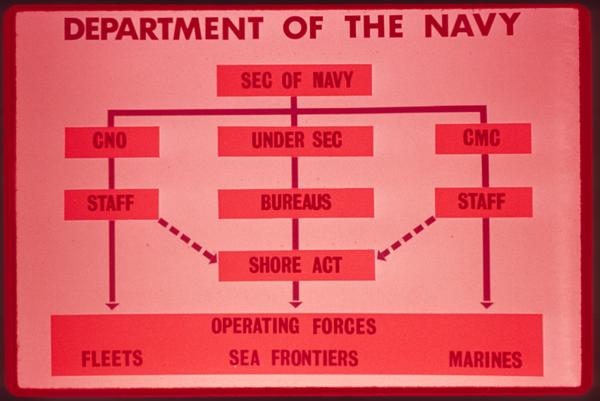 DEPARTMENT OF THE NAVY
SEC OF NAVY
CNO UNDER SEC CMC
STAFF BUREAUS STAFF
SHORE ACT
OPERATING FORCES
FLEETS SEA FRONTIERS MARINES